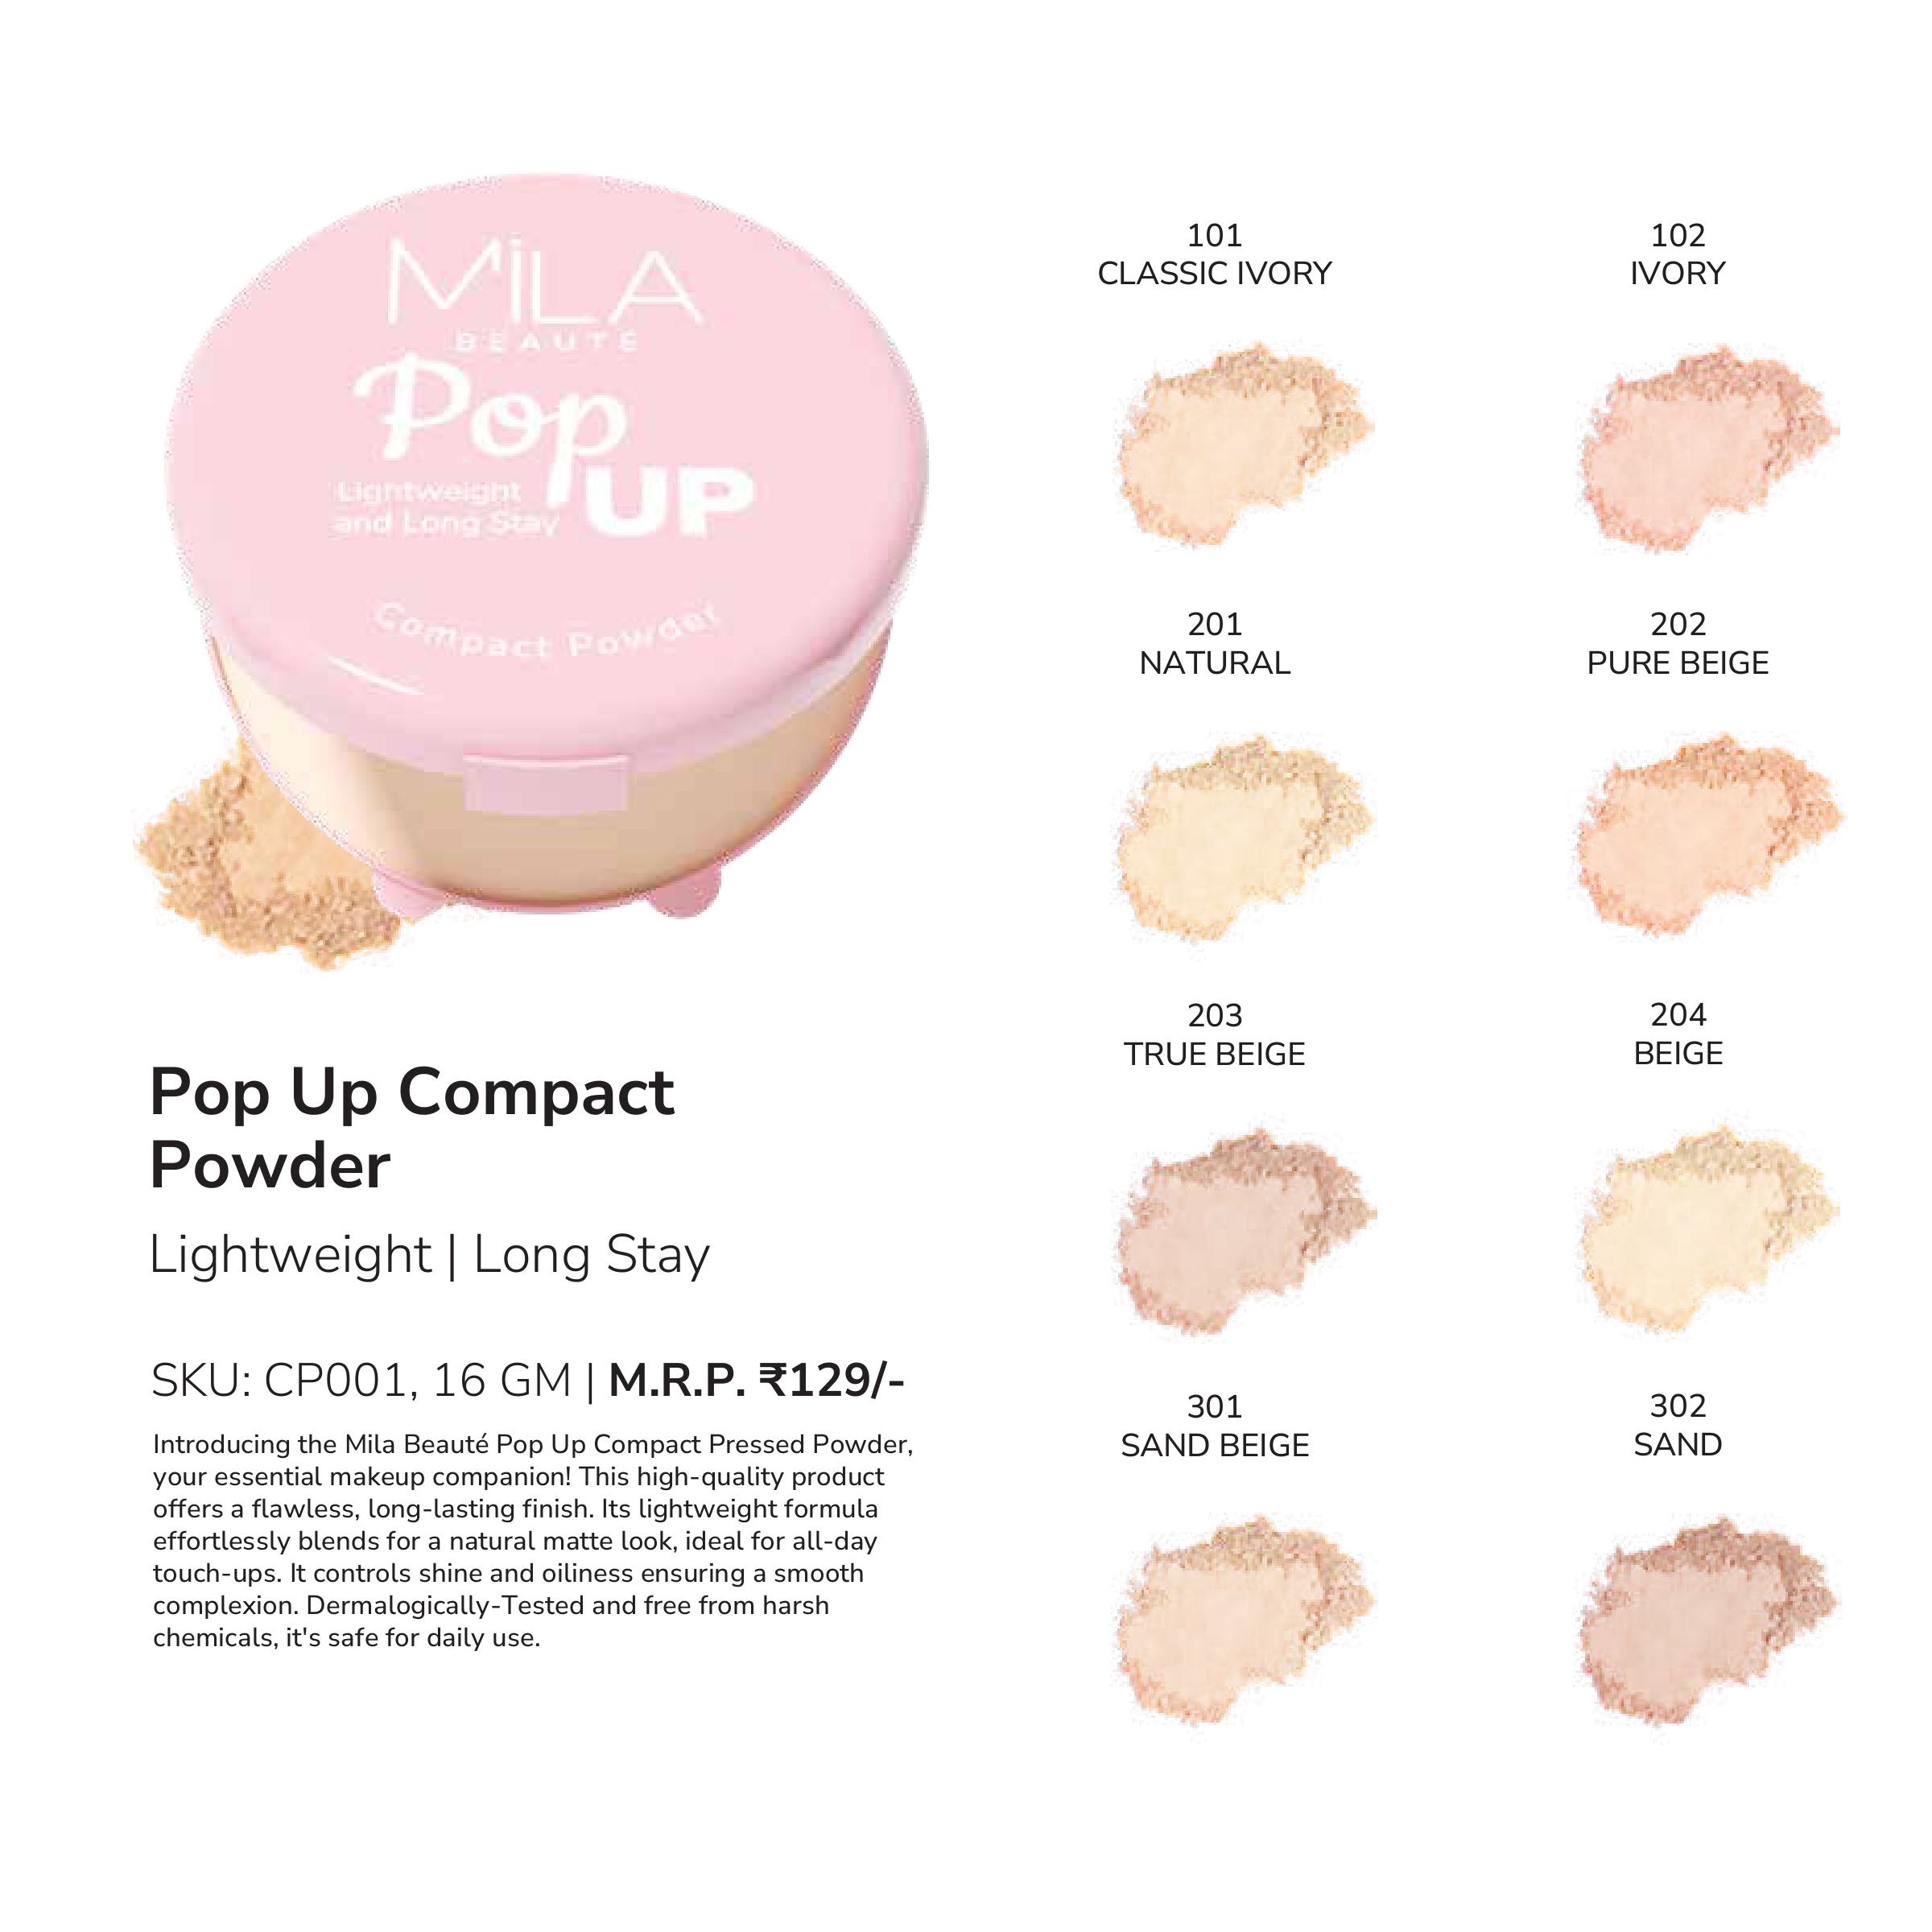 MiLA
BEAUTÉ
Pop
UP
Lightweight
and Long Stay
Compact Powder
Pop Up Compact
Powder
Lightweight | Long Stay
SKU: CP001, 16 GM | M.R.P. ₹129/-
Introducing the Mila Beauté Pop Up Compact Pressed Powder,
your essential makeup companion! This high-quality product
offers a flawless, long-lasting finish. Its lightweight formula
effortlessly blends for a natural matte look, ideal for all-day
touch-ups. It controls shine and oiliness ensuring a smooth
complexion. Dermalogically-Tested and free from harsh
chemicals, it's safe for daily use.
101
CLASSIC IVORY
102
IVORY
201
NATURAL
202
PURE BEIGE
203
TRUE BEIGE
204
BEIGE
301
SAND BEIGE
302
SAND